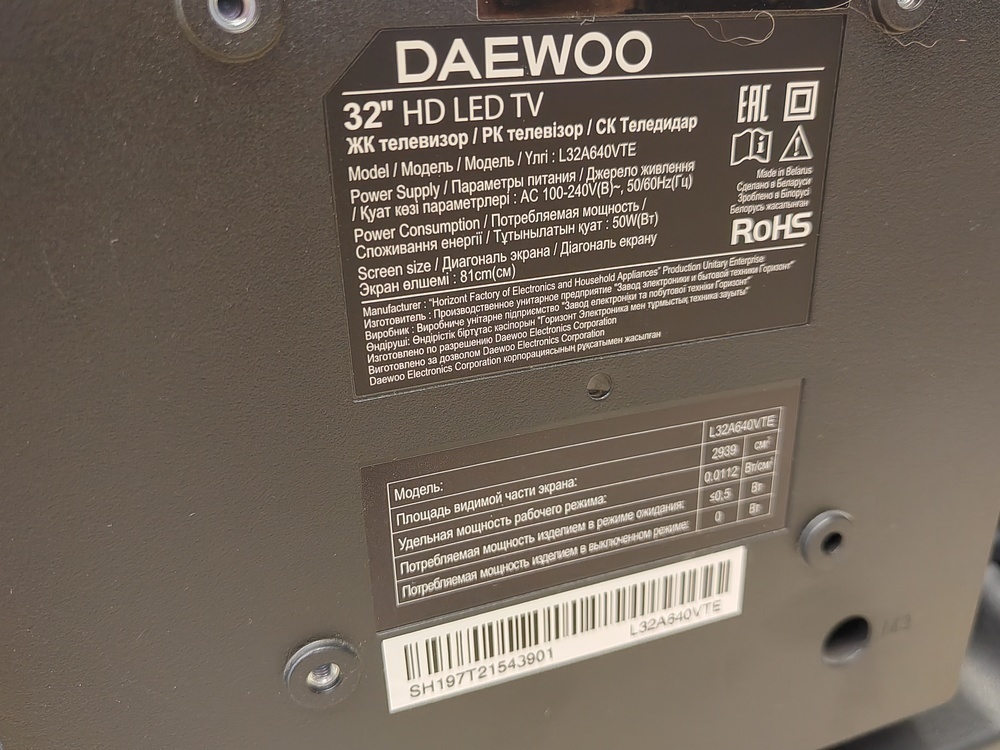 DAEWOO
32" HD LED TV
ЖК телевизор / РК телевізор / СК Теледидар
Model / Модель / Модель / Үлгі : L32A640VTE
Power Supply / Параметры питания / Джерело живлення
/ Қуат көзі параметрлері : AC 100-240V(В)~, 50/60Hz(Гц)
Power Consumption / Потребляемая мощность /
Споживання енергії / Тұтынылатын қуат : 50W(Вт)
Screen size / Диагональ экрана / Діагональ екрану
Экран өлшемі : 81cm(см)
EAC
Made in Belarus
Сделано в Беларуси
Зроблено в Білорусі
Беларусь жасалынған
RoHS
Manufacturer : "Horizont Factory of Electronics and Household Appliances" Production Unitary Enterprise
Изготовитель : Производственное унитарное предприятие "Завод электроники и бытовой техники Горизонт"
Виробник : Виробниче унітарне підприємство "Завод електроніки та побутової техніки Горизонт"
Өндіруші: Өндірістік біртұтас кәсіпорын "Горизонт Электроника мен тұрмыстық техника зауыты"
Изготовлено по разрешению Daewoo Electronics Corporation
Виготовлено за дозволом Daewoo Electronics Corporation
Daewoo Electronics Corporation корпорациясының рұқсатымен жасылған
Модель: L32A640VTE
Площадь видимой части экрана: 2939 см²
Удельная мощность рабочего режима: 0,0112 Вт/см²
Потребляемая мощность изделием в режиме ожидания: ≤0,5 Вт
Потребляемая мощность изделием в выключенном режиме: 0 Вт
L32A640VTE
SH197T21543901